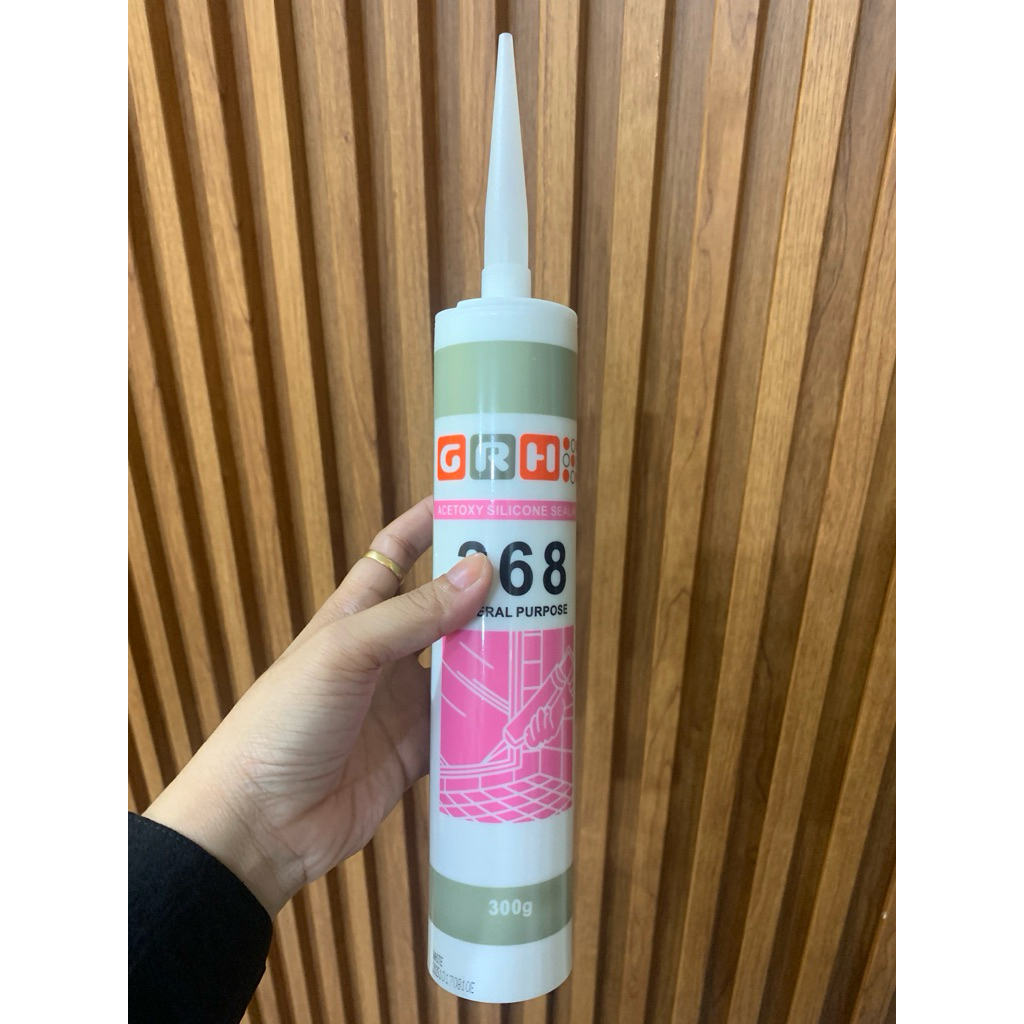 GRH
ACETOXY SILICONE SEAL
68
ERAL PURPOSE
300g